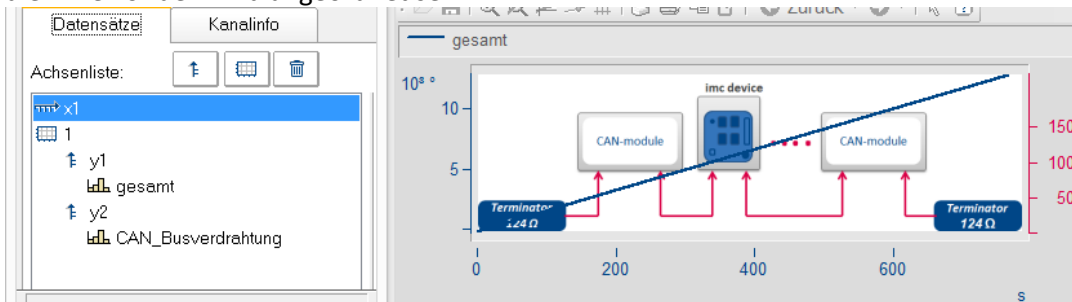 Datensätze
Kanalinfo
Achsenliste:
x1
1
y1
gesamt
y2
CAN_Busverdrahtung
Zurück
gesamt
10³ °
10
5
imc device
CAN-module
CAN-module
Terminator
124 Ω
Terminator
124 Ω
150
100
50
0
200
400
600
s